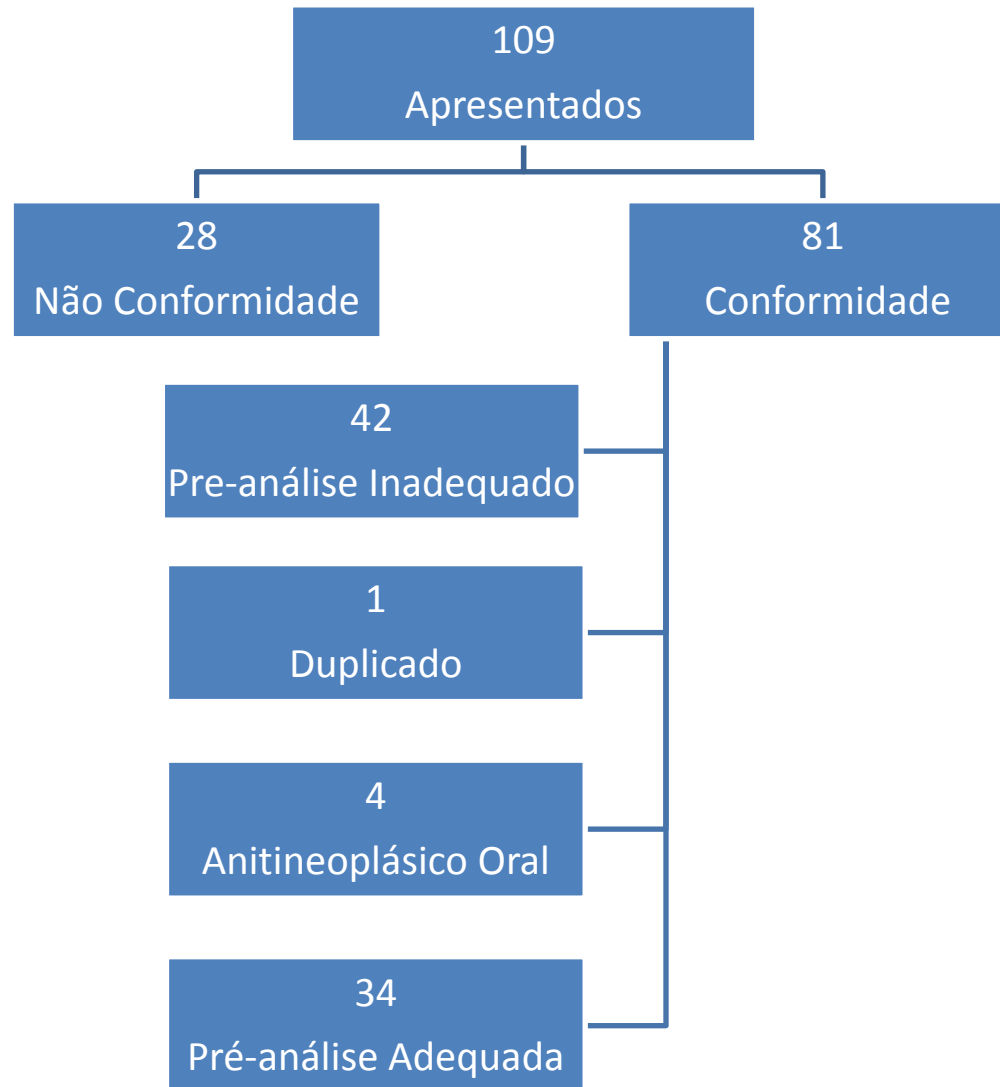 109
Apresentados
28
Não Conformidade
81
Conformidade
42
Pre-análise Inadequado
1
Duplicado
4
Anitineoplásico Oral
34
Pré-análise Adequada